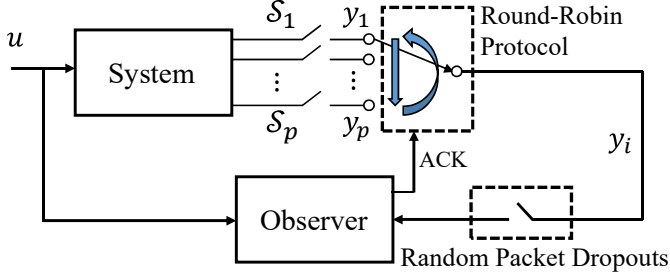 u
System
𝒮₁
y₁
Round-Robin
Protocol
⋮
⋮
𝒮ₚ
yₚ
ACK
yᵢ
Observer
Random Packet Dropouts